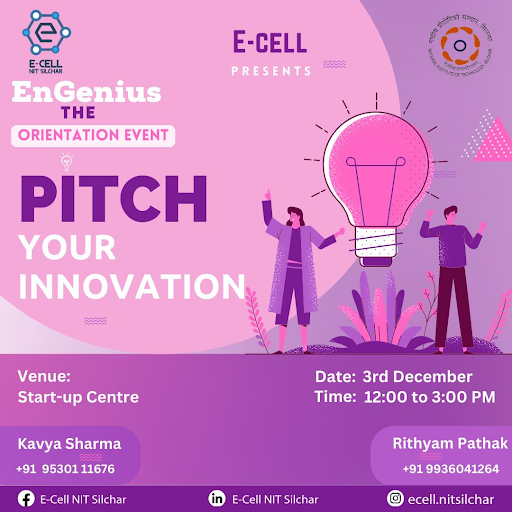 e
E-CELL
NIT SILCHAR
E-CELL
PRESENTS
EnGenius
THE
ORIENTATION EVENT
PITCH
YOUR
INNOVATION
Venue:
Start-up Centre
Date: 3rd December
Time: 12:00 to 3:00 PM
Kavya Sharma
+91 95301 11676
Rithyam Pathak
+91 9936041264
E-Cell NIT Silchar
E-Cell NIT Silchar
ecell.nitsilchar